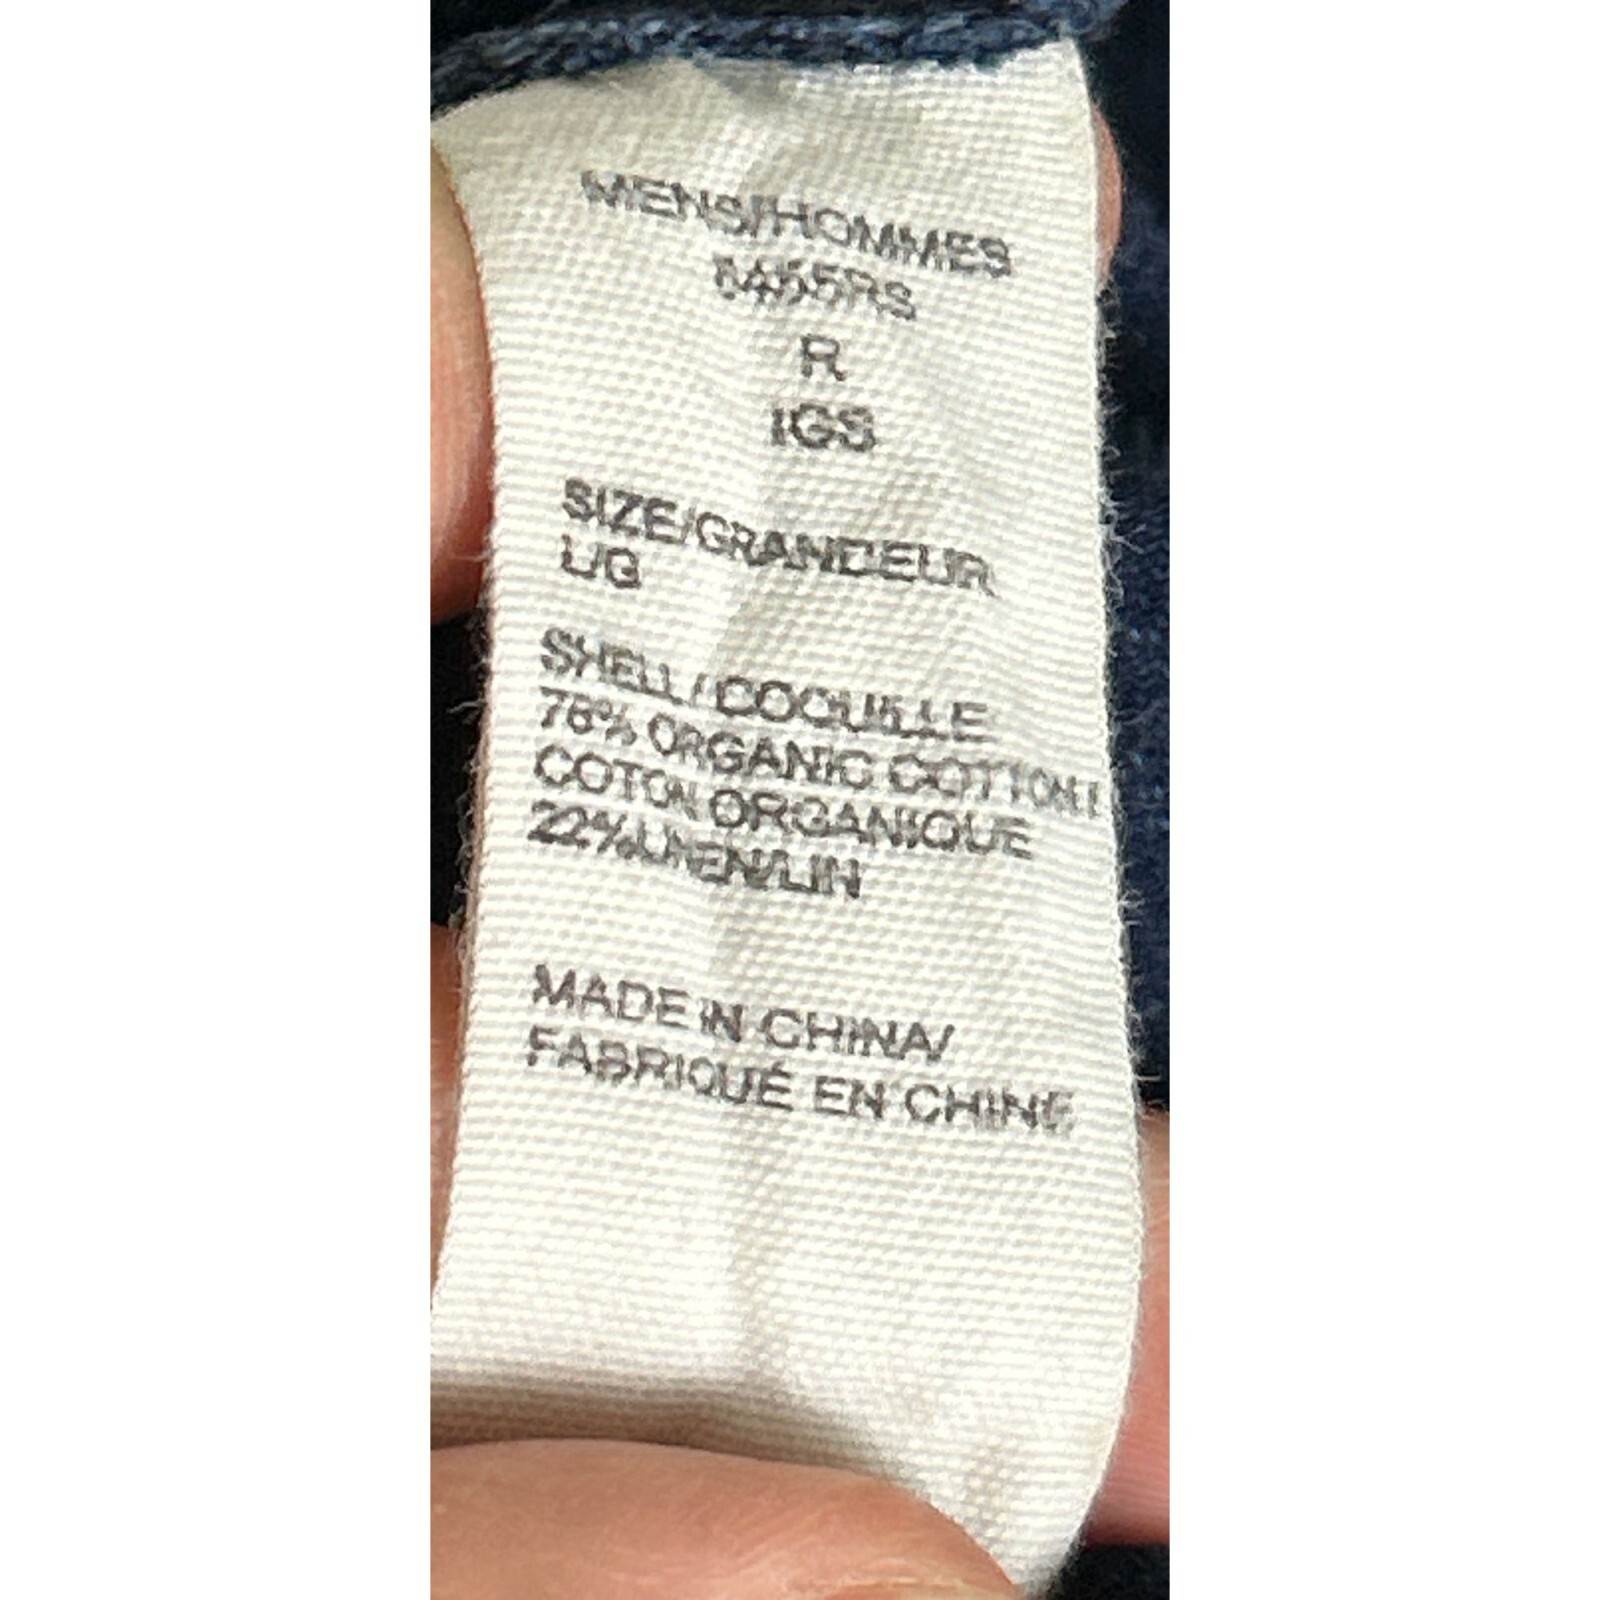 MENS/HOMMES
R
IGS
SIZE/GRANDEUR
L/G
SHELL/COQUILLE
78% ORGANIC COTTON/
COTON ORGANIQUE
22%LINEN/LIN
MADE IN CHINA/
FABRIQUÉ EN CHINE